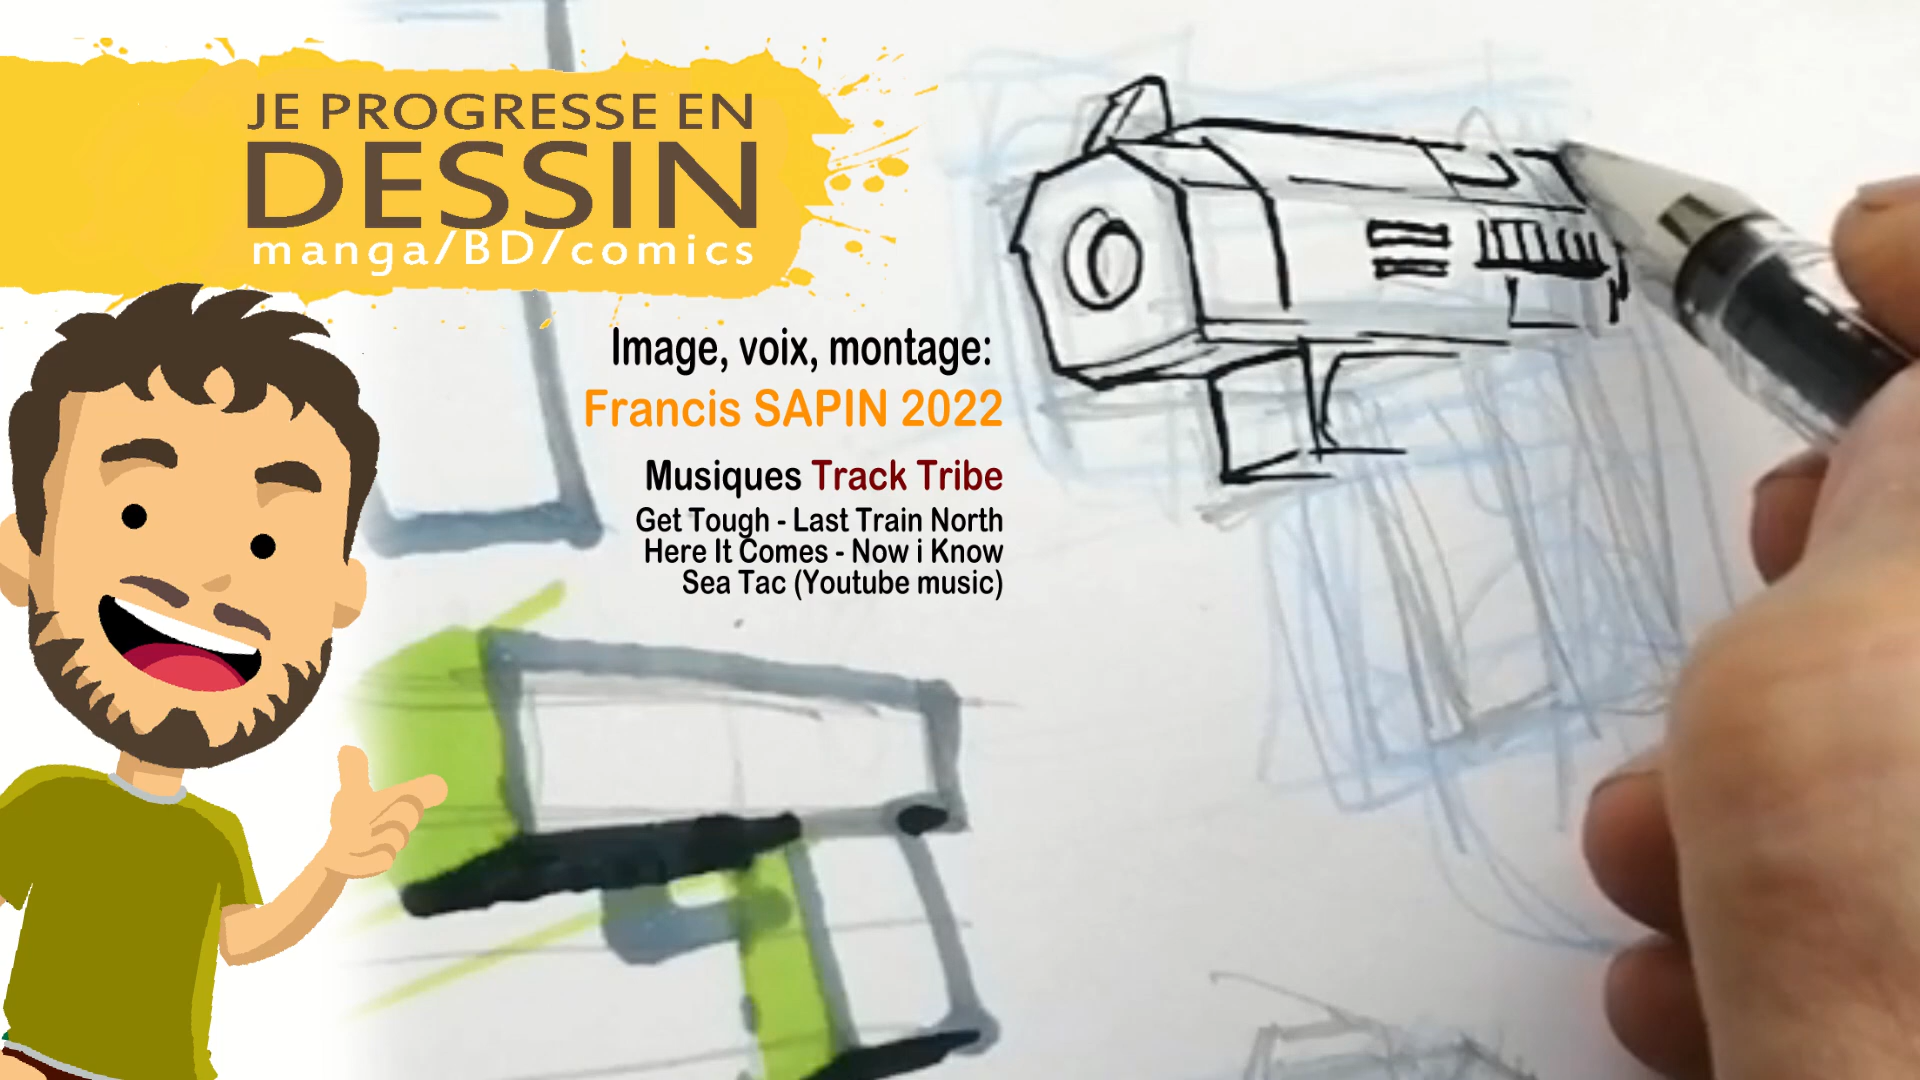 JE PROGRESSE EN
DESSIN
manga/BD/comics
Image, voix, montage:
Francis SAPIN 2022
Musiques Track Tribe
Get Tough - Last Train North
Here It Comes - Now i Know
Sea Tac (Youtube music)